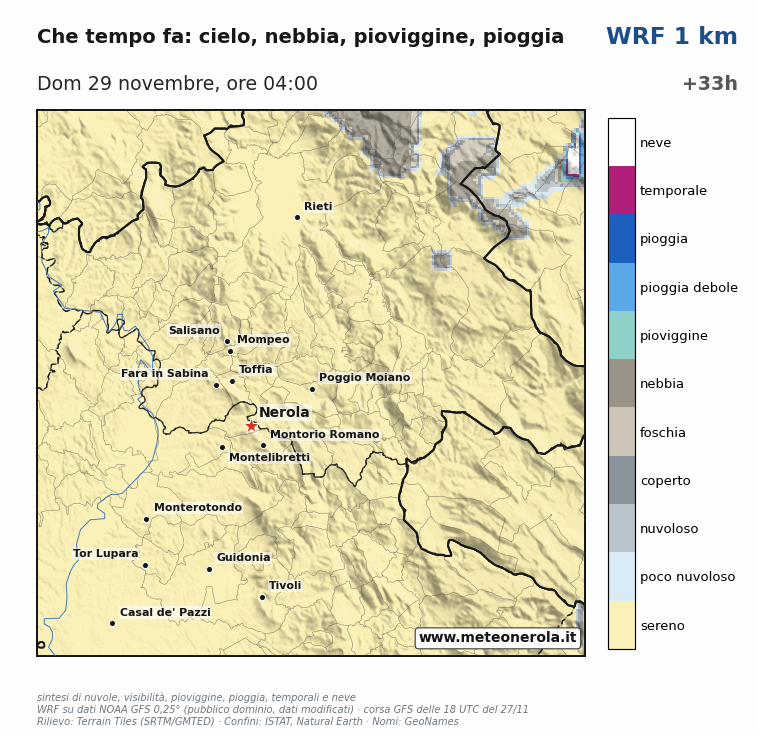 Che tempo fa: cielo, nebbia, pioviggine, pioggia
WRF 1 km
Dom 29 novembre, ore 04:00
+33h
neve
temporale
pioggia
pioggia debole
pioviggine
nebbia
foschia
coperto
nuvoloso
poco nuvoloso
sereno
Rieti
Salisano
Mompeo
Fara in Sabina
Toffia
Poggio Moiano
Nerola
Montorio Romano
Montelibretti
Monterotondo
Tor Lupara
Guidonia
Tivoli
Casal de' Pazzi
www.meteonerola.it
sintesi di nuvole, visibilità, pioviggine, pioggia, temporali e neve
WRF su dati NOAA GFS 0,25° (pubblico dominio, dati modificati) · corsa GFS delle 18 UTC del 27/11
Rilievo: Terrain Tiles (SRTM/GMTED) · Confini: ISTAT, Natural Earth · Nomi: GeoNames